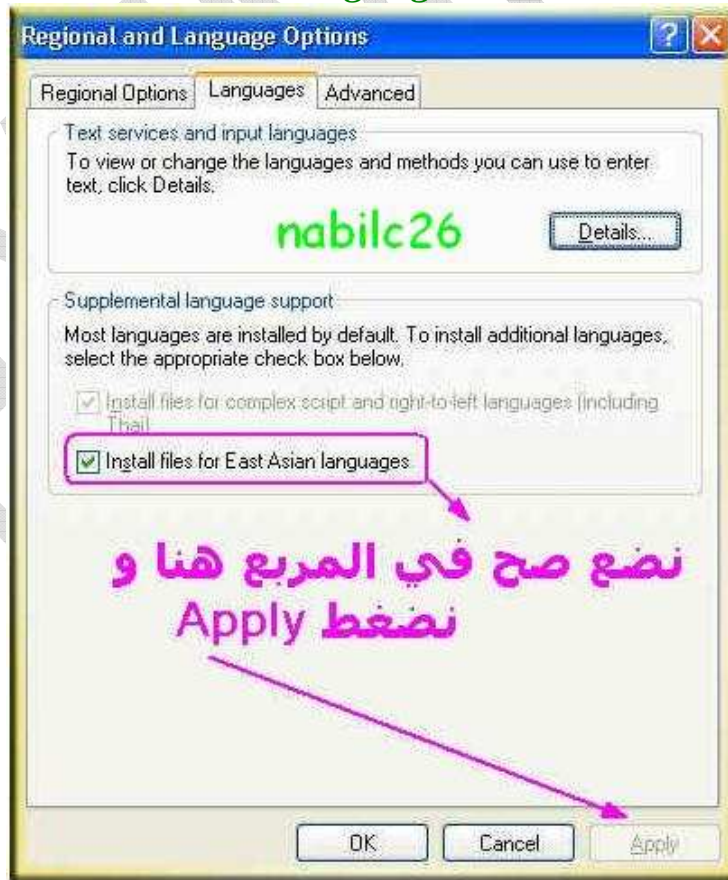 Regional and Language Options
Regional Options Languages Advanced
Text services and input languages
To view or change the languages and methods you can use to enter
text, click Details.
nabilc26
Details...
Supplemental language support
Most languages are installed by default. To install additional languages,
select the appropriate check box below.
Install files for complex script and right-to-left languages (including
Thai)
Install files for East Asian languages
نضع صح في المربع هنا و
نضغط Apply
OK Cancel Apply